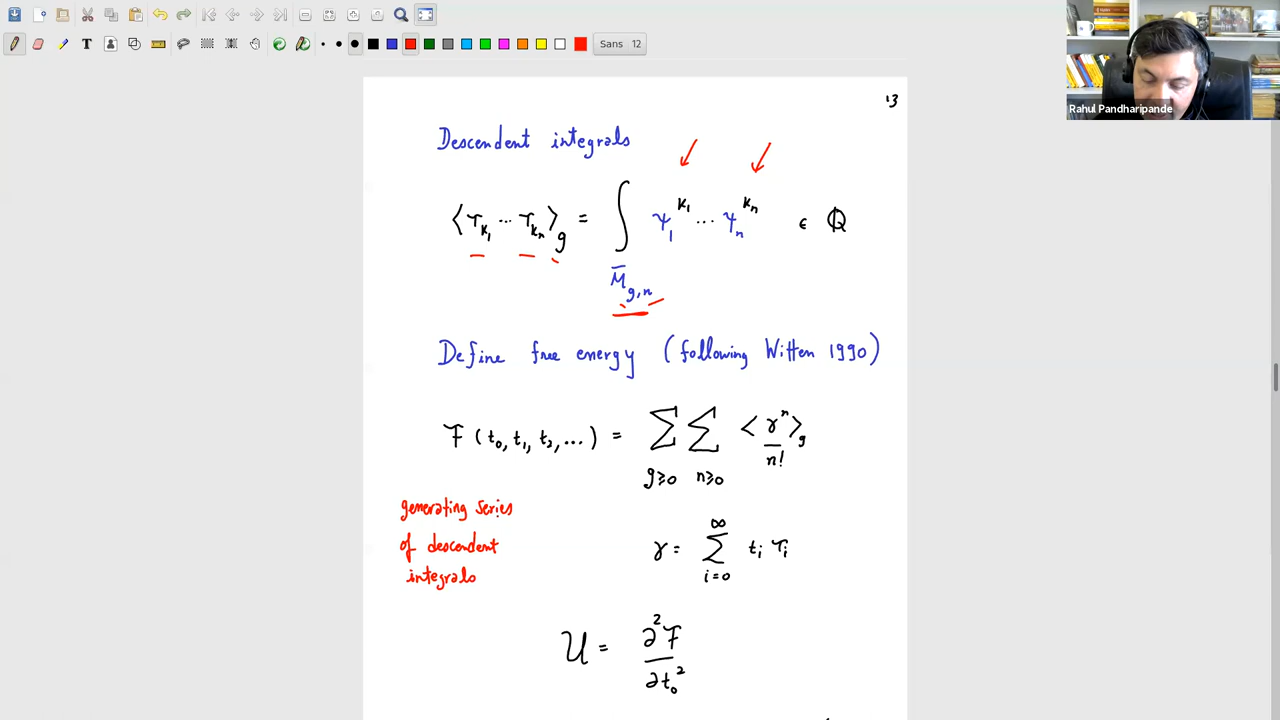 Sans 12
Rahul Pandharipande
13
Descendent integrals
⟨τ_{k_1} ... τ_{k_n}⟩_g = ∫_{M̄_{g,n}} ψ_1^{k_1} ... ψ_n^{k_n} ϵ ℚ
Define free energy (following Witten 1990)
F(t_0, t_1, t_2, ...) = Σ_{g≥0} Σ_{n≥0} <γ^n/n!>_g
generating series
of descendent
integrals
γ = Σ_{i=0}^{∞} t_i τ_i
U = ∂²F/∂t_0²